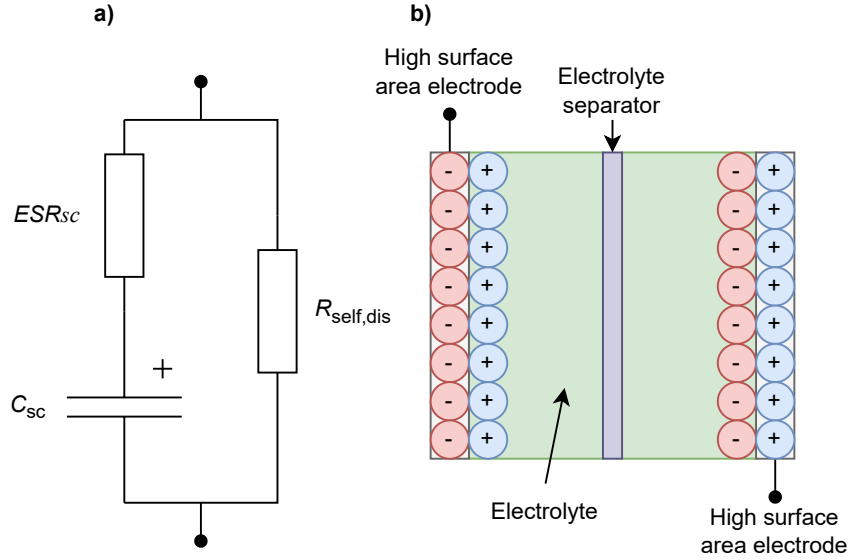 a)
ESRsc
+
Csc
Rself,dis
b)
High surface
area electrode
Electrolyte
separator
- + - +
- + - +
- + - +
- + - +
- + - +
- + - +
- + - +
- + - +
Electrolyte
High surface
area electrode